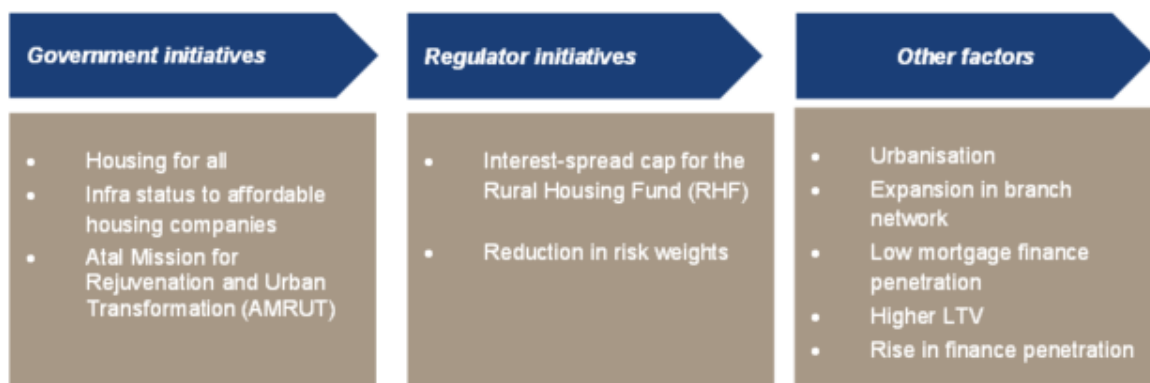 Government initiatives
• Housing for all
• Infra status to affordable
housing companies
• Atal Mission for
Rejuvenation and Urban
Transformation (AMRUT)
Regulator initiatives
• Interest-spread cap for the
Rural Housing Fund (RHF)
• Reduction in risk weights
Other factors
• Urbanisation
• Expansion in branch
network
• Low mortgage finance
penetration
• Higher LTV
• Rise in finance penetration